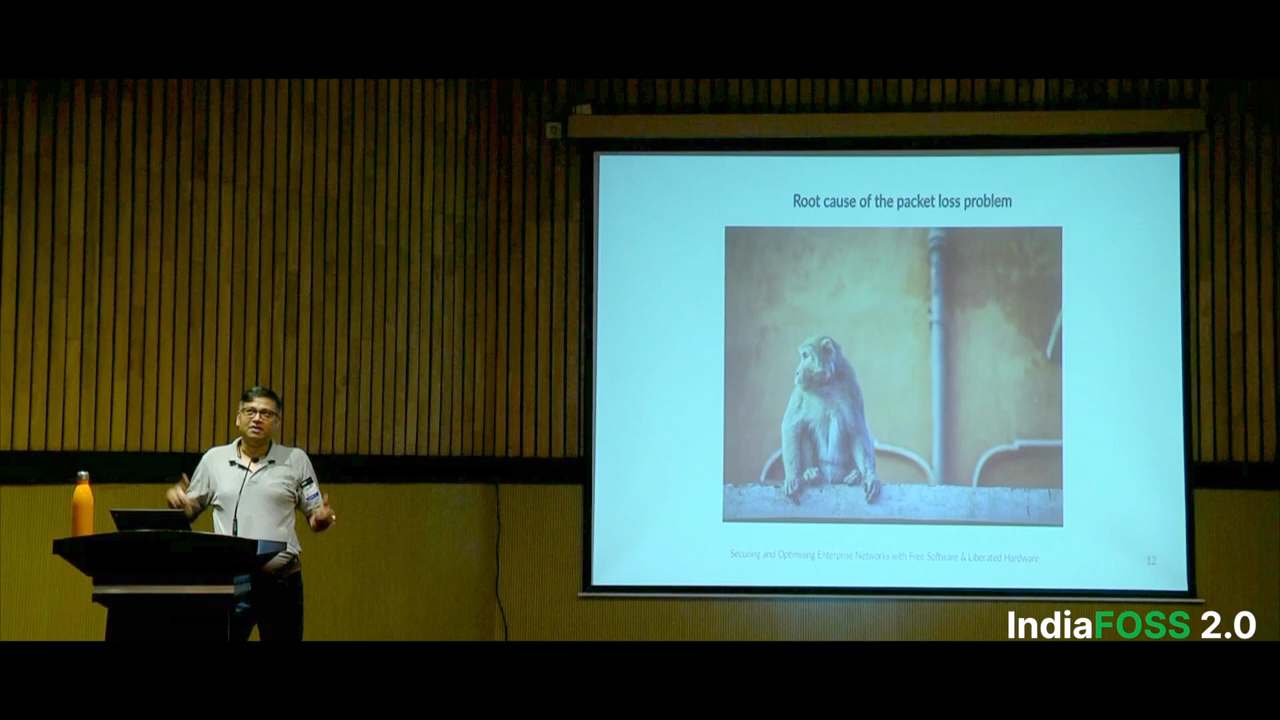 Root cause of the packet loss problem
Securing and Optimising Enterprise Networks with Free Software & Liberated Hardware
12
IndiaFOSS 2.0